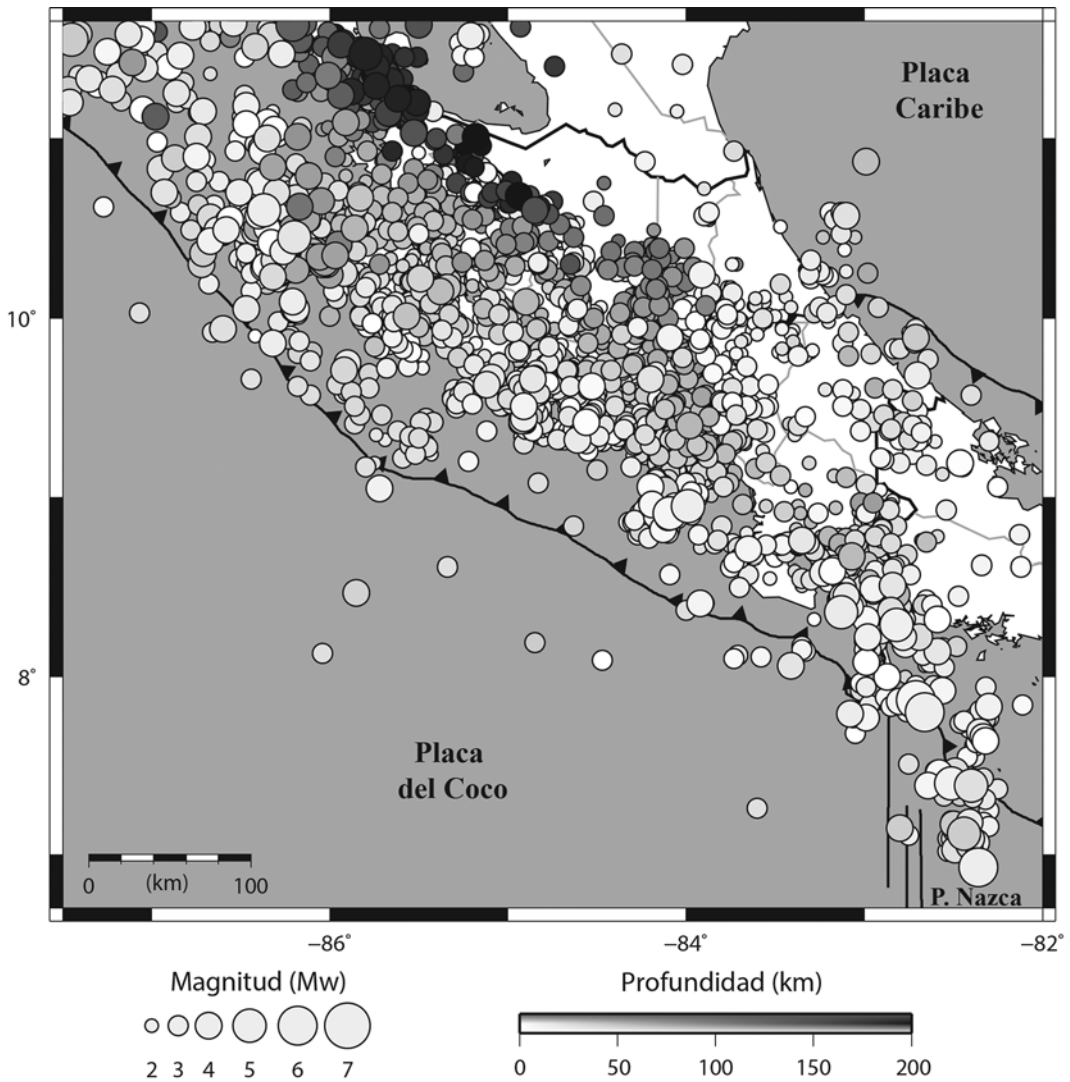 Placa
Caribe
10°
8°
Placa
del Coco
0 (km) 100
P. Nazca
−86° −84° −82°
Magnitud (Mw)
2 3 4 5 6 7
Profundidad (km)
0 50 100 150 200